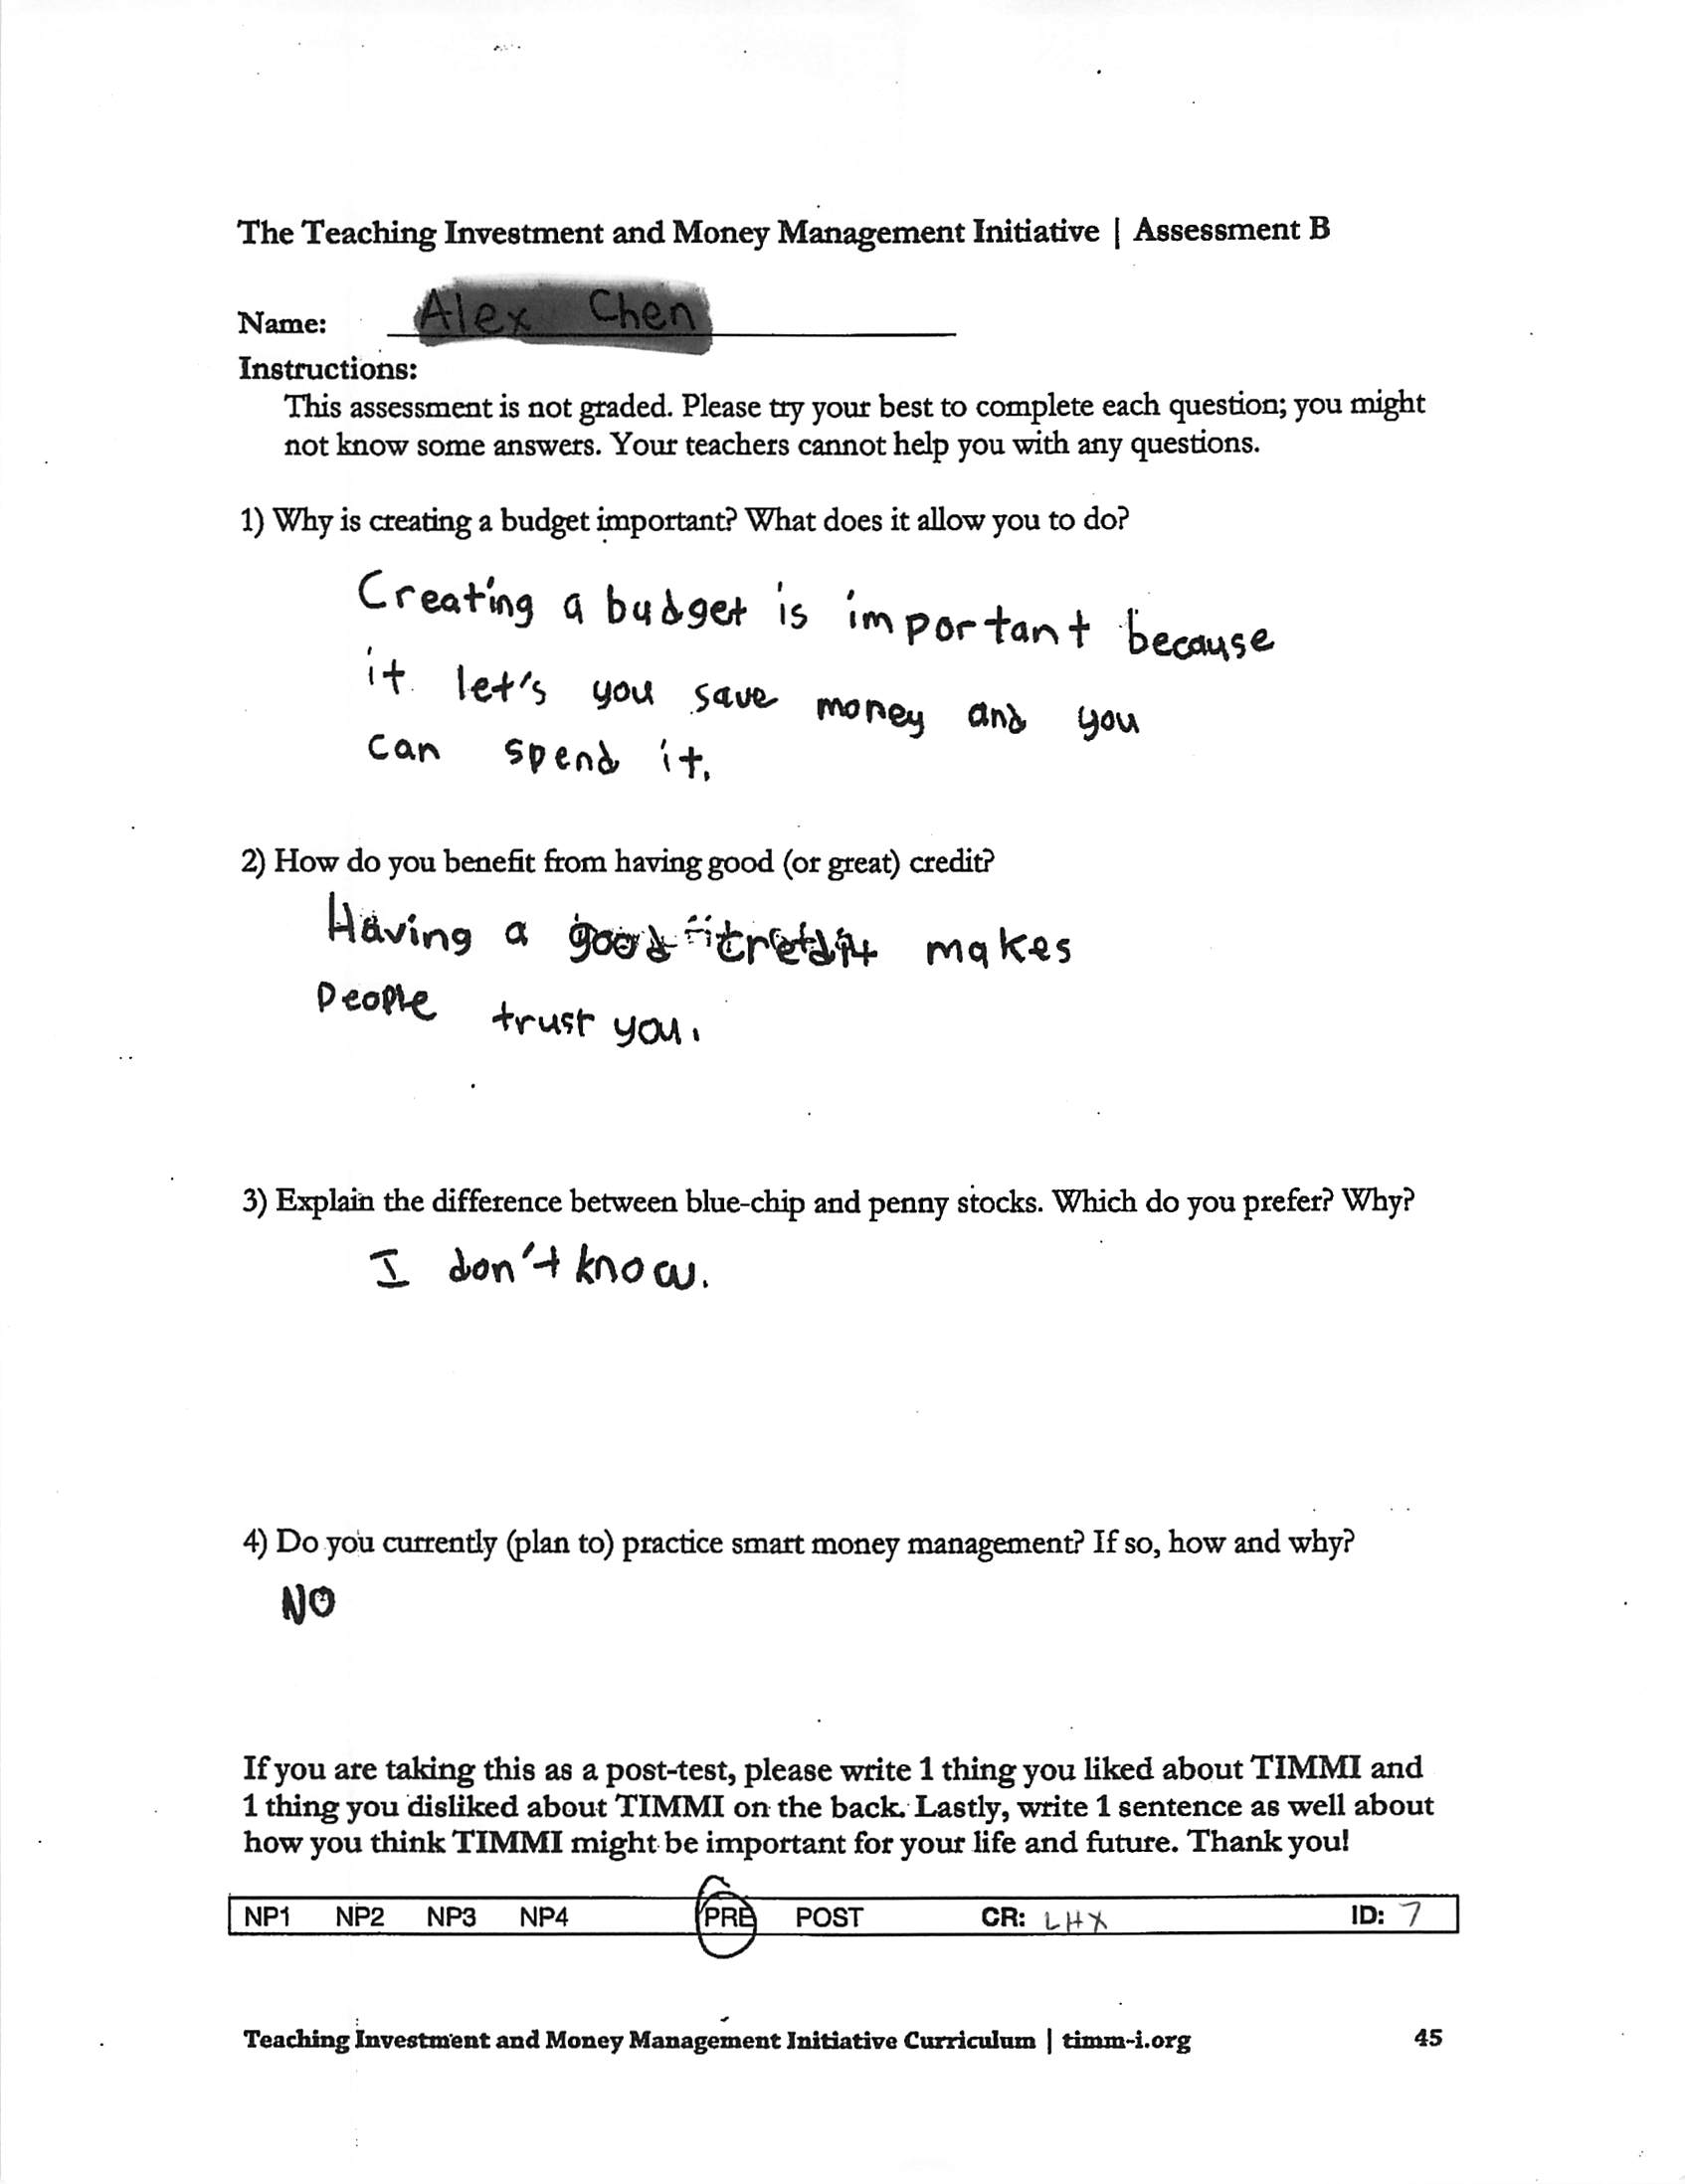 The Teaching Investment and Money Management Initiative | Assessment B
Name: Alex Chen
Instructions:
This assessment is not graded. Please try your best to complete each question; you might
not know some answers. Your teachers cannot help you with any questions.
1) Why is creating a budget important? What does it allow you to do?
Creating a budget is important because
it let's you save money and you
can spend it.
2) How do you benefit from having good (or great) credit?
Having a good credit makes
people trust you.
3) Explain the difference between blue-chip and penny stocks. Which do you prefer? Why?
I don't know.
4) Do you currently (plan to) practice smart money management? If so, how and why?
NO
If you are taking this as a post-test, please write 1 thing you liked about TIMMI and
1 thing you disliked about TIMMI on the back. Lastly, write 1 sentence as well about
how you think TIMMI might be important for your life and future. Thank you!
NP1 NP2 NP3 NP4 PRE POST CR: LHX ID: 7
Teaching Investment and Money Management Initiative Curriculum | timm-i.org 45